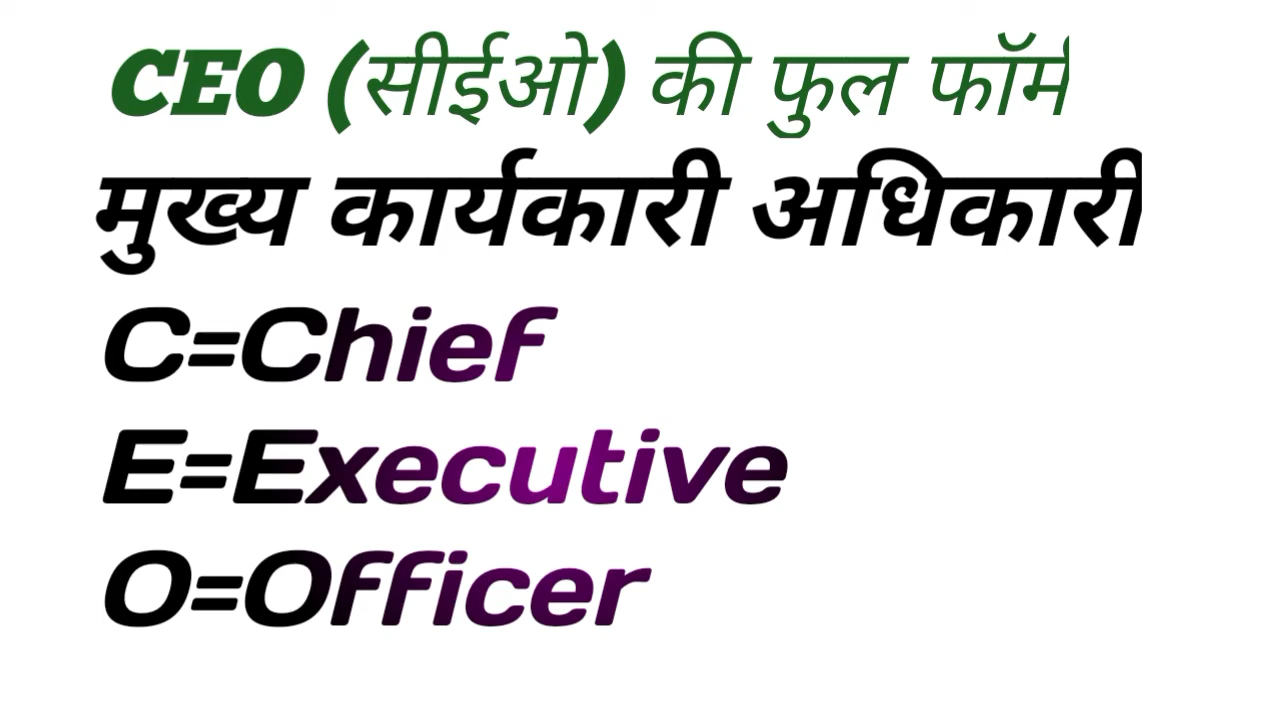 CEO (सीईओ) की फुल फॉर्म
मुख्य कार्यकारी अधिकारी
C=Chief
E=Executive
O=Officer